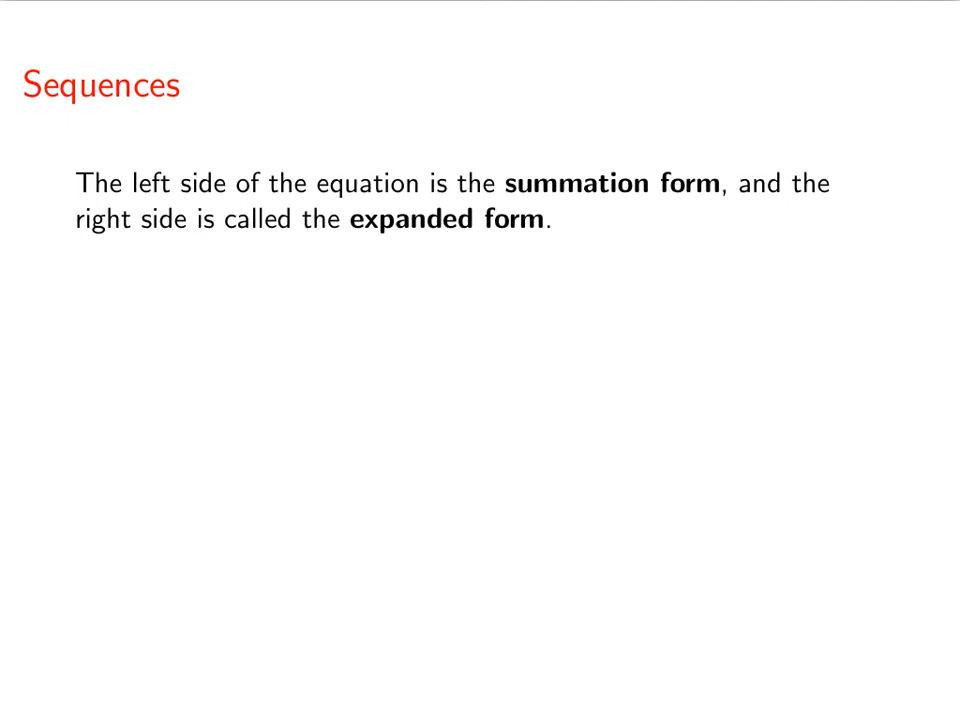 Sequences
The left side of the equation is the summation form, and the
right side is called the expanded form.